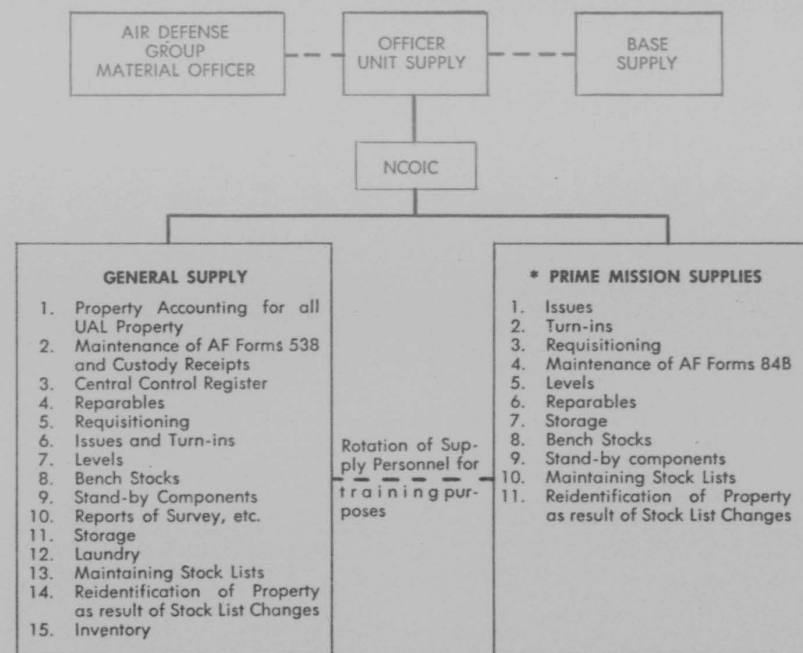 AIR DEFENSE
GROUP
MATERIAL OFFICER
OFFICER
UNIT SUPPLY
BASE
SUPPLY
NCOIC
GENERAL SUPPLY
1. Property Accounting for all
UAL Property
2. Maintenance of AF Forms 538
and Custody Receipts
3. Central Control Register
4. Reparables
5. Requisitioning
6. Issues and Turn-ins
7. Levels
8. Bench Stocks
9. Stand-by Components
10. Reports of Survey, etc.
11. Storage
12. Laundry
13. Maintaining Stock Lists
14. Reidentification of Property
as result of Stock List Changes
15. Inventory
Rotation of Sup-
ply Personnel for
training pur-
poses
* PRIME MISSION SUPPLIES
1. Issues
2. Turn-ins
3. Requisitioning
4. Maintenance of AF Forms 84B
5. Levels
6. Reparables
7. Storage
8. Bench Stocks
9. Stand-by components
10. Maintaining Stock Lists
11. Reidentification of Property
as result of Stock List Changes